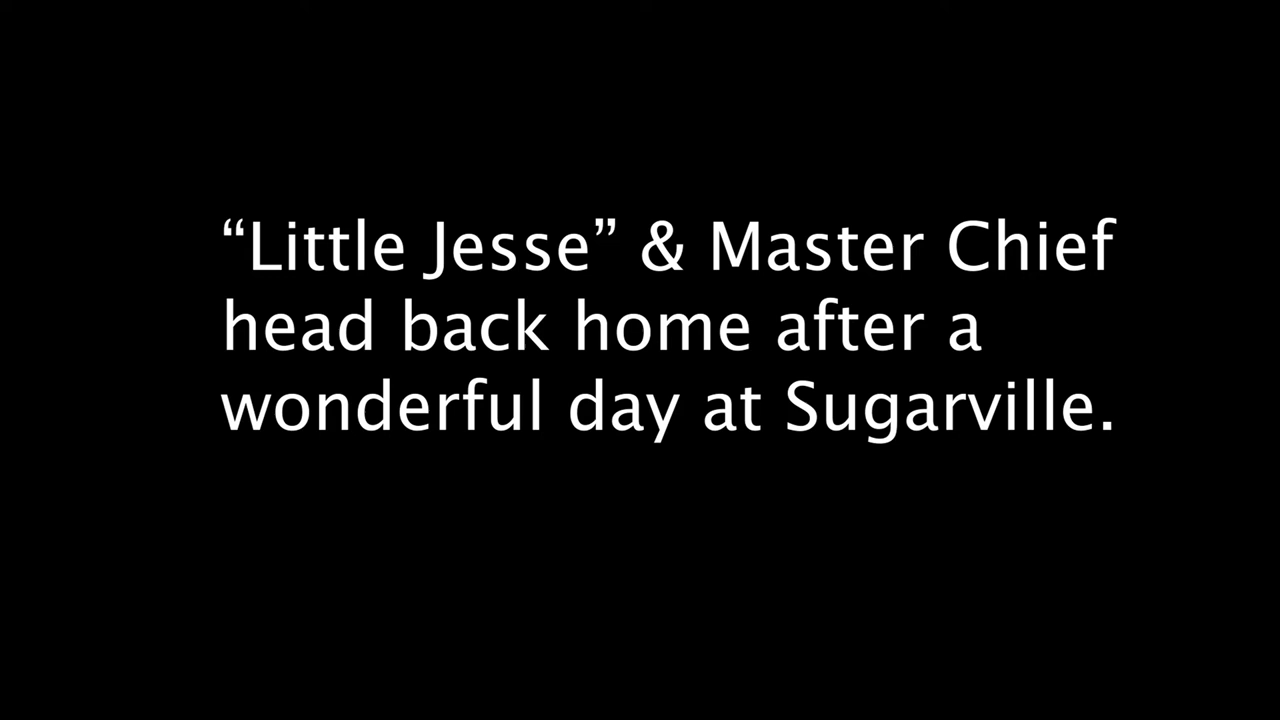 “Little Jesse” & Master Chief
head back home after a
wonderful day at Sugarville.